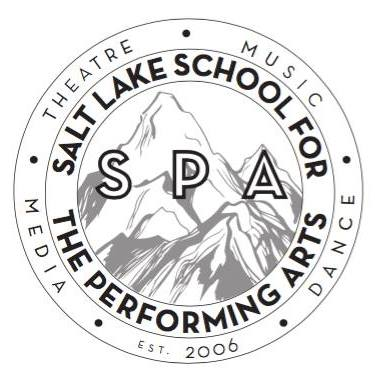 THEATRE • MUSIC
SALT LAKE SCHOOL FOR
S P A
THE PERFORMING ARTS
MEDIA • EST. 2006 • DANCE